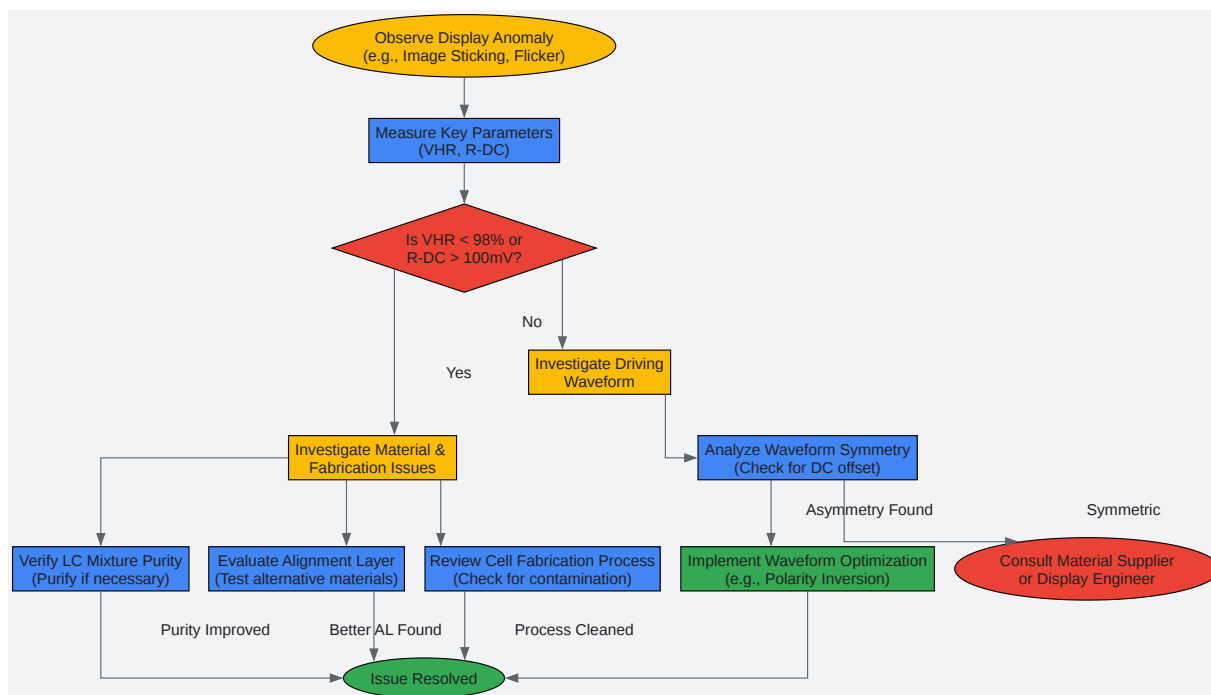 Observe Display Anomaly
(e.g., Image Sticking, Flicker)
Measure Key Parameters
(VHR, R-DC)
Is VHR < 98% or
R-DC > 100mV?
No
Investigate Driving
Waveform
Yes
Investigate Material &
Fabrication Issues
Analyze Waveform Symmetry
(Check for DC offset)
Asymmetry Found
Symmetric
Verify LC Mixture Purity
(Purify if necessary)
Evaluate Alignment Layer
(Test alternative materials)
Review Cell Fabrication Process
(Check for contamination)
Implement Waveform Optimization
(e.g., Polarity Inversion)
Consult Material Supplier
or Display Engineer
Purity Improved
Better AL Found
Process Cleaned
Issue Resolved